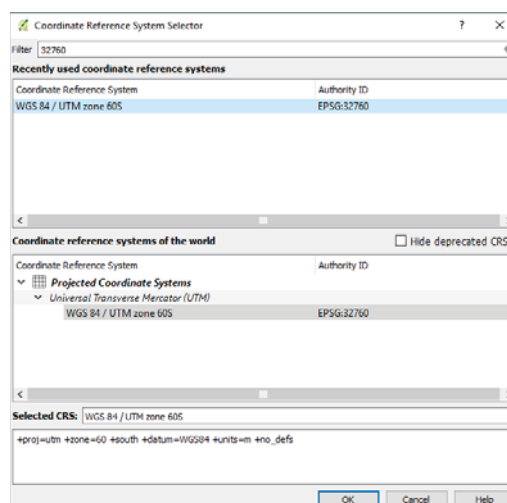 Coordinate Reference System Selector
Filter 32760
Recently used coordinate reference systems
Coordinate Reference System Authority ID
WGS 84 / UTM zone 60S EPSG:32760
Coordinate reference systems of the world Hide deprecated CRS
Coordinate Reference System Authority ID
Projected Coordinate Systems
Universal Transverse Mercator (UTM)
WGS 84 / UTM zone 60S EPSG:32760
Selected CRS: WGS 84 / UTM zone 60S
+proj=utm +zone=60 +south +datum=WGS84 +units=m +no_defs
OK Cancel Help